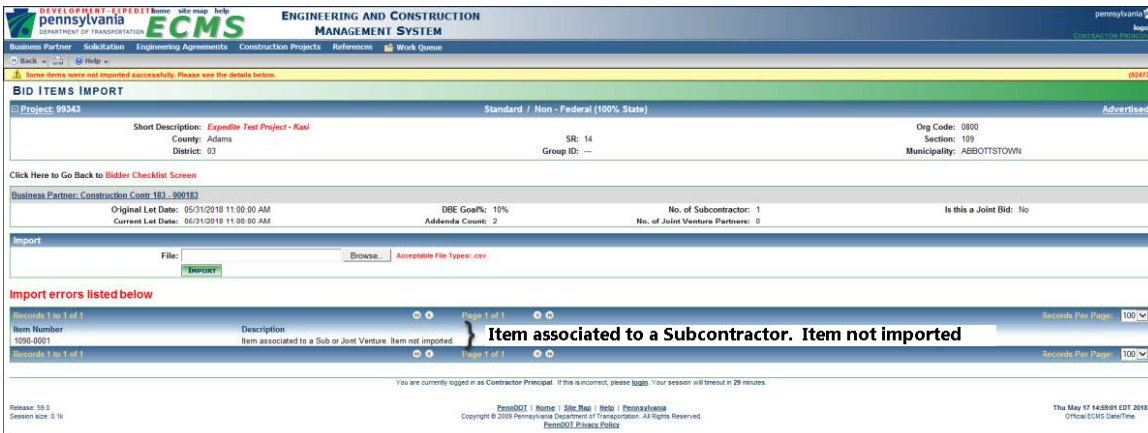 DEVELOPMENT-EXPEDIT home site map help
pennsylvania
DEPARTMENT OF TRANSPORTATION
ECMS
ENGINEERING AND CONSTRUCTION
MANAGEMENT SYSTEM
pennsylvania
logo
CONTRACTOR PRINCIP
Business Partner Solicitation Engineering Agreements Construction Projects References Work Queue
Back Help
Some items were not imported successfully. Please see the details below.
BID ITEMS IMPORT
Project: 99343 Standard / Non - Federal (100% State) Advertised
Short Description: Expedite Test Project - Kasi Org Code: 0800
County: Adams SR: 14 Section: 109
District: 03 Group ID: --- Municipality: ABBOTTSTOWN
Click Here to Go Back to Bidder Checklist Screen
Business Partner: Construction Contr 183 - 000183
Original Let Date: 05/31/2018 11:00:00 AM DBE Goal%: 10% No. of Subcontractor: 1 Is this a Joint Bid: No
Current Let Date: 05/31/2018 11:00:00 AM Addenda Count: 2 No. of Joint Venture Partners: 0
Import
File: Browse... Acceptable File Types: .csv
IMPORT
Import errors listed below
Records 1 to 1 of 1 Page 1 of 1 Records Per Page: 100
Item Number Description
1090-0001 Item associated to a Sub or Jont Venture. Item not imported.
Item associated to a Subcontractor. Item not imported
Records 1 to 1 of 1 Page 1 of 1 Records Per Page: 100
You are currently logged in as Contractor Principal. If this is incorrect, please login. Your session will timeout in 29 minutes.
Release: 59.0 PennDOT | Home | Site Map | Help | Pennsylvania Thu May 17 14:59:01 EDT 2018
Session size: 0.1k Copyright © 2009 Pennsylvania Department of Transportation. All Rights Reserved. Official ECMS Date/Time
PennDOT Privacy Policy